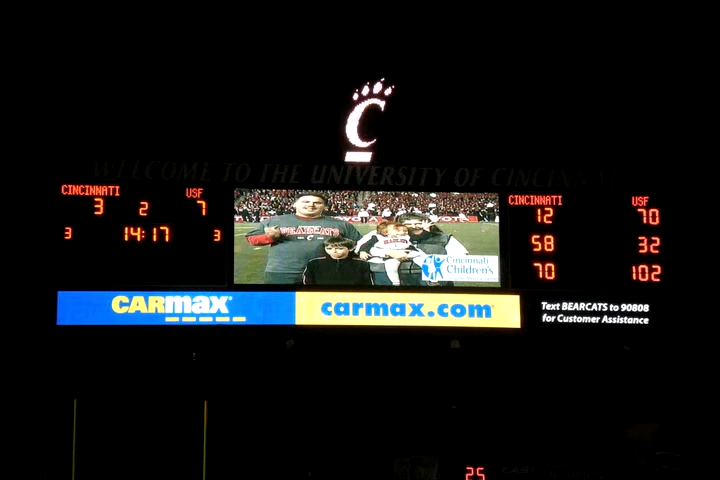 C
WELCOME TO THE UNIVERSITY OF CINCINNATI
CINCINNATI USF
3 2 7
3 14:17 3
BEARCATS
C
TOYOTA
Cincinnati
Children's
CINCINNATI USF
12 70
58 32
70 102
CARMAX
carmax.com
Text BEARCATS to 90808
for Customer Assistance
25